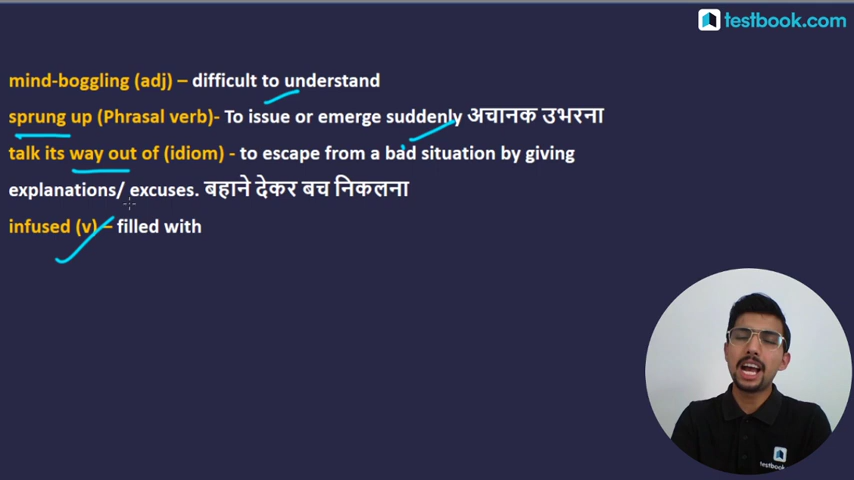 testbook.com
mind-boggling (adj) – difficult to understand
sprung up (Phrasal verb)- To issue or emerge suddenly अचानक उभरना
talk its way out of (idiom) - to escape from a bad situation by giving
explanations/ excuses. बहाने देकर बच निकलना
infused (v) – filled with
testbook